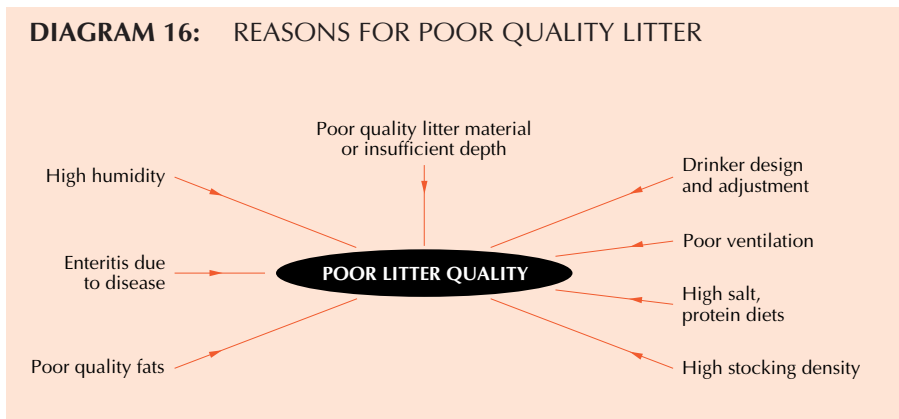 DIAGRAM 16: REASONS FOR POOR QUALITY LITTER
Poor quality litter material
or insufficient depth
High humidity
Drinker design
and adjustment
Poor ventilation
Enteritis due
to disease
POOR LITTER QUALITY
High salt,
protein diets
Poor quality fats
High stocking density